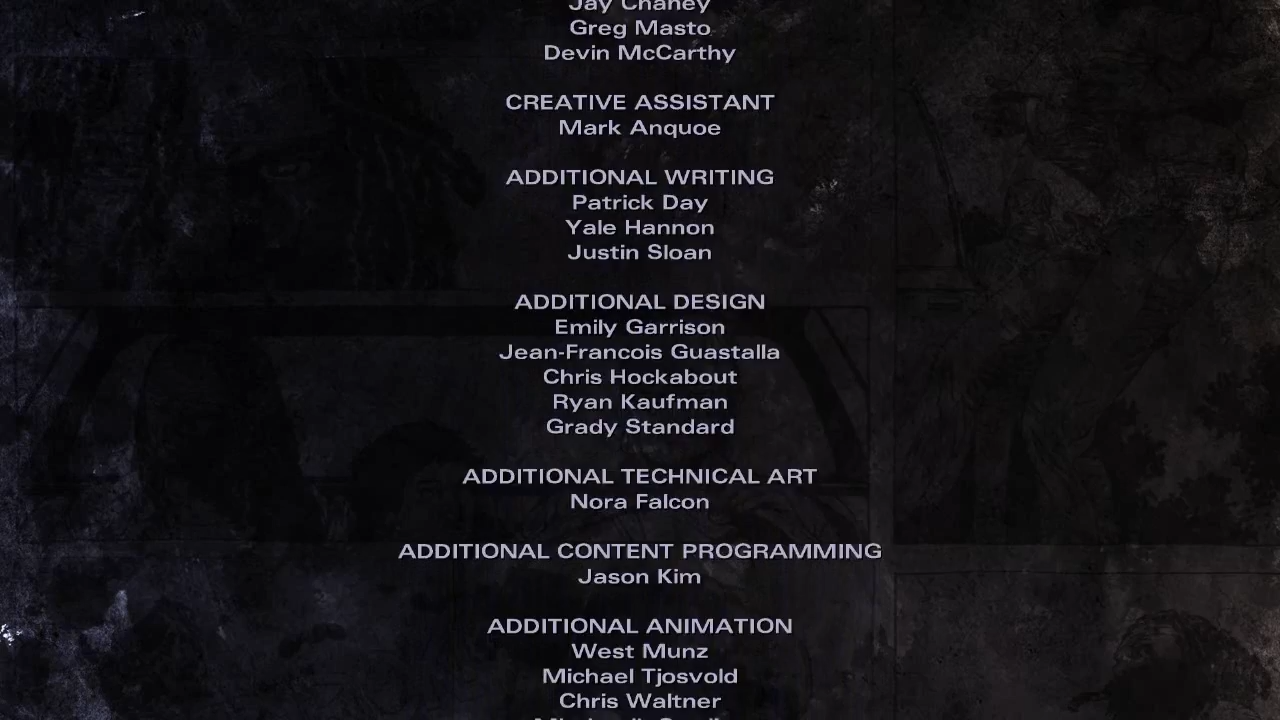 Jay Chaney
Greg Masto
Devin McCarthy
CREATIVE ASSISTANT
Mark Anquoe
ADDITIONAL WRITING
Patrick Day
Yale Hannon
Justin Sloan
ADDITIONAL DESIGN
Emily Garrison
Jean-Francois Guastalla
Chris Hockabout
Ryan Kaufman
Grady Standard
ADDITIONAL TECHNICAL ART
Nora Falcon
ADDITIONAL CONTENT PROGRAMMING
Jason Kim
ADDITIONAL ANIMATION
West Munz
Michael Tjosvold
Chris Waltner